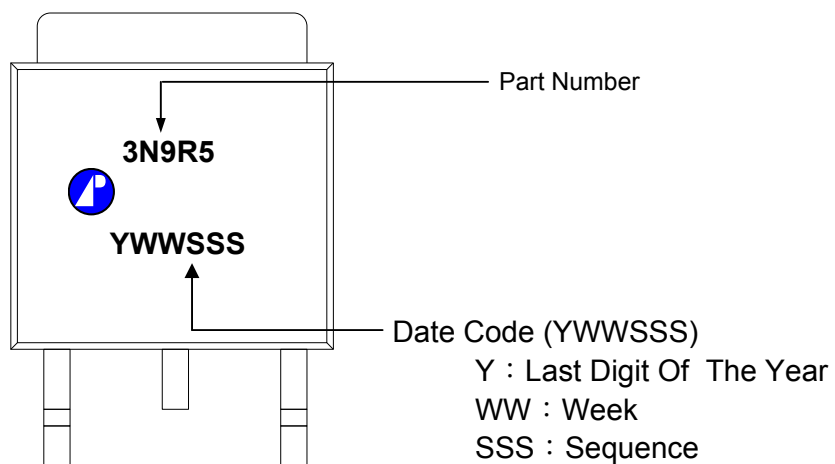 Part Number
3N9R5
YWWSSS
Date Code (YWWSSS)
Y：Last Digit Of The Year
WW：Week
SSS：Sequence